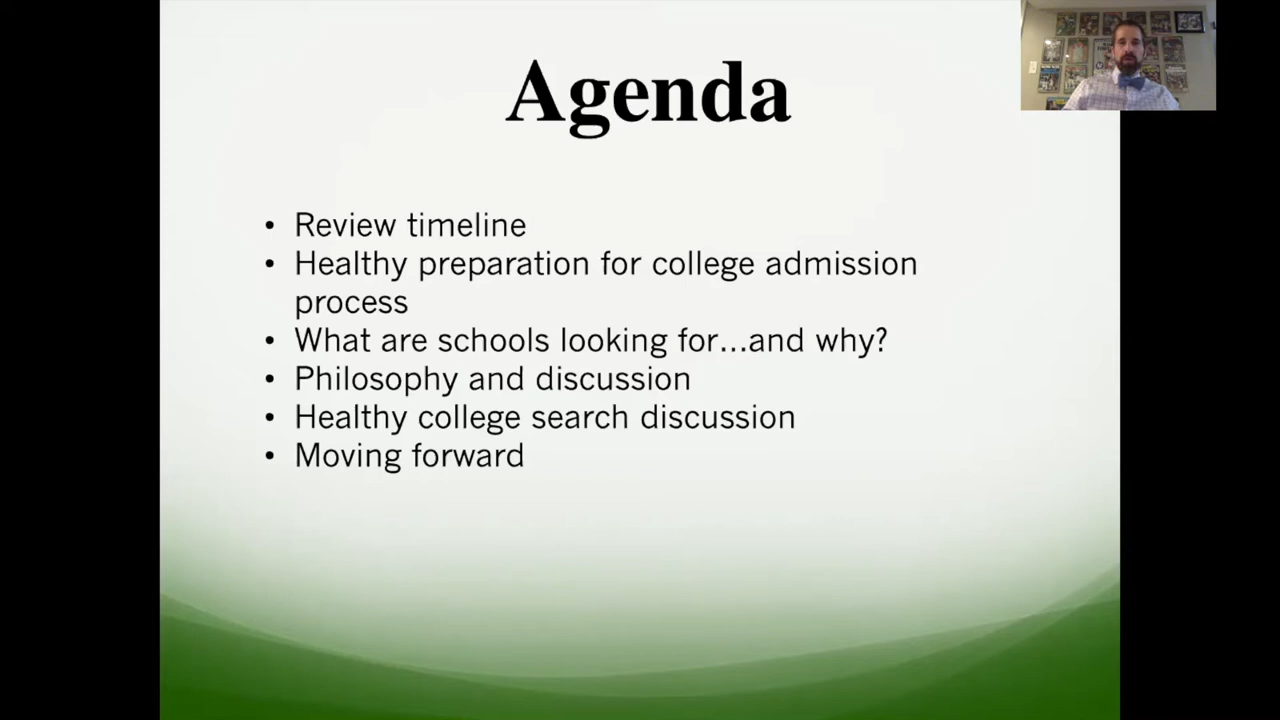 Agenda
• Review timeline
• Healthy preparation for college admission
process
• What are schools looking for...and why?
• Philosophy and discussion
• Healthy college search discussion
• Moving forward